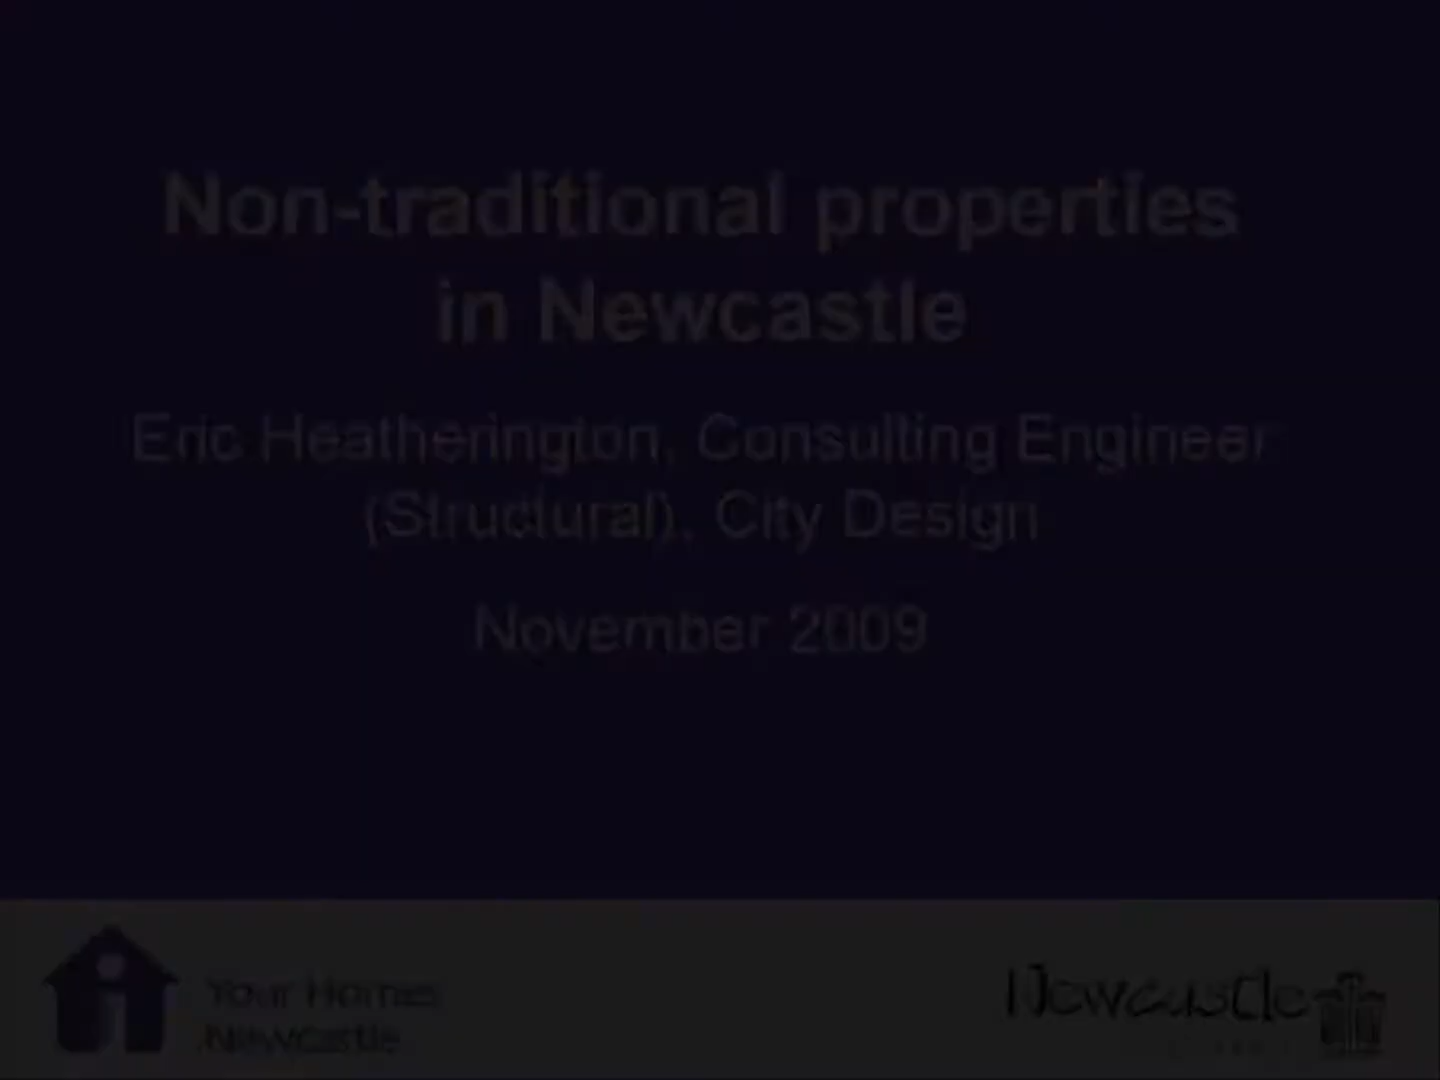 Non-traditional properties
in Newcastle
Eric Heatherington, Consulting Engineer
(Structural), City Design
November 2009
Your Homes
Newcastle
Newcastle